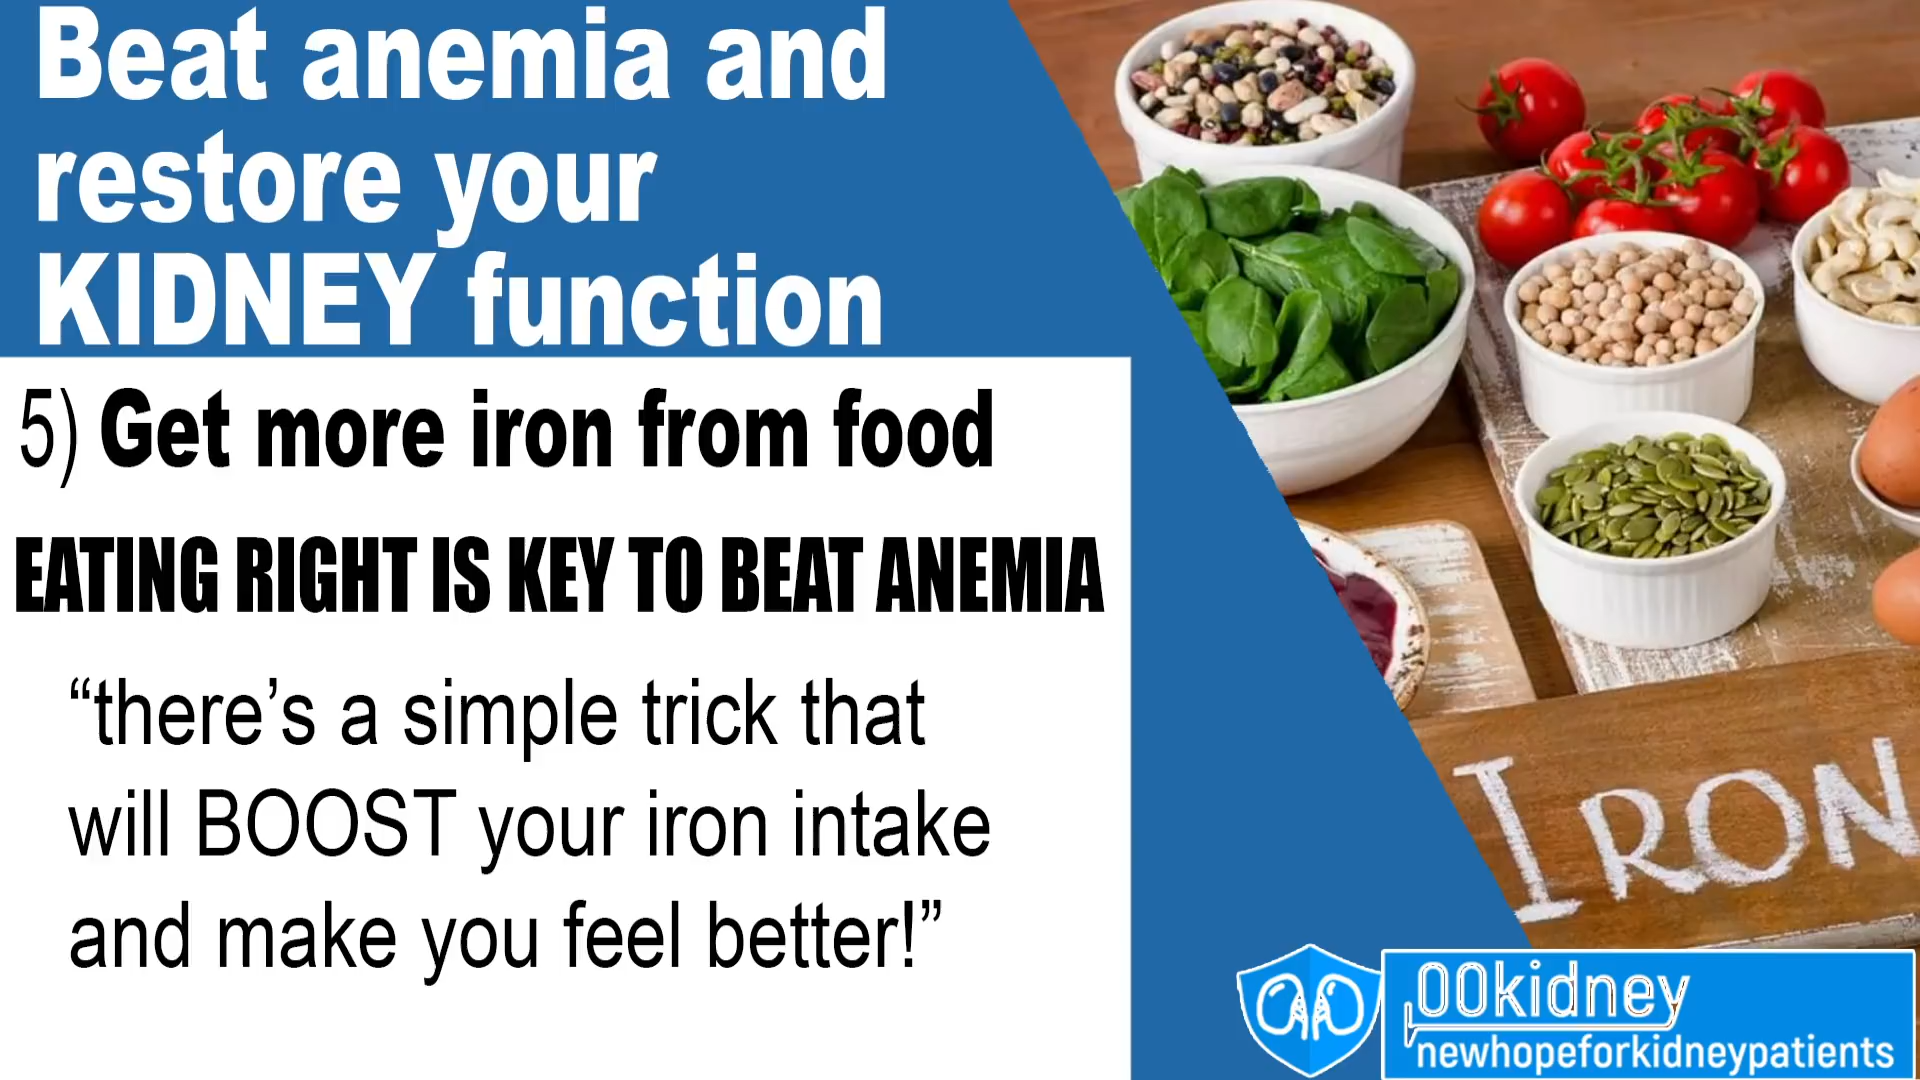 Beat anemia and
restore your
KIDNEY function
5) Get more iron from food
EATING RIGHT IS KEY TO BEAT ANEMIA
“there’s a simple trick that
will BOOST your iron intake
and make you feel better!”
IRON
00kidney
newhopeforkidneypatients